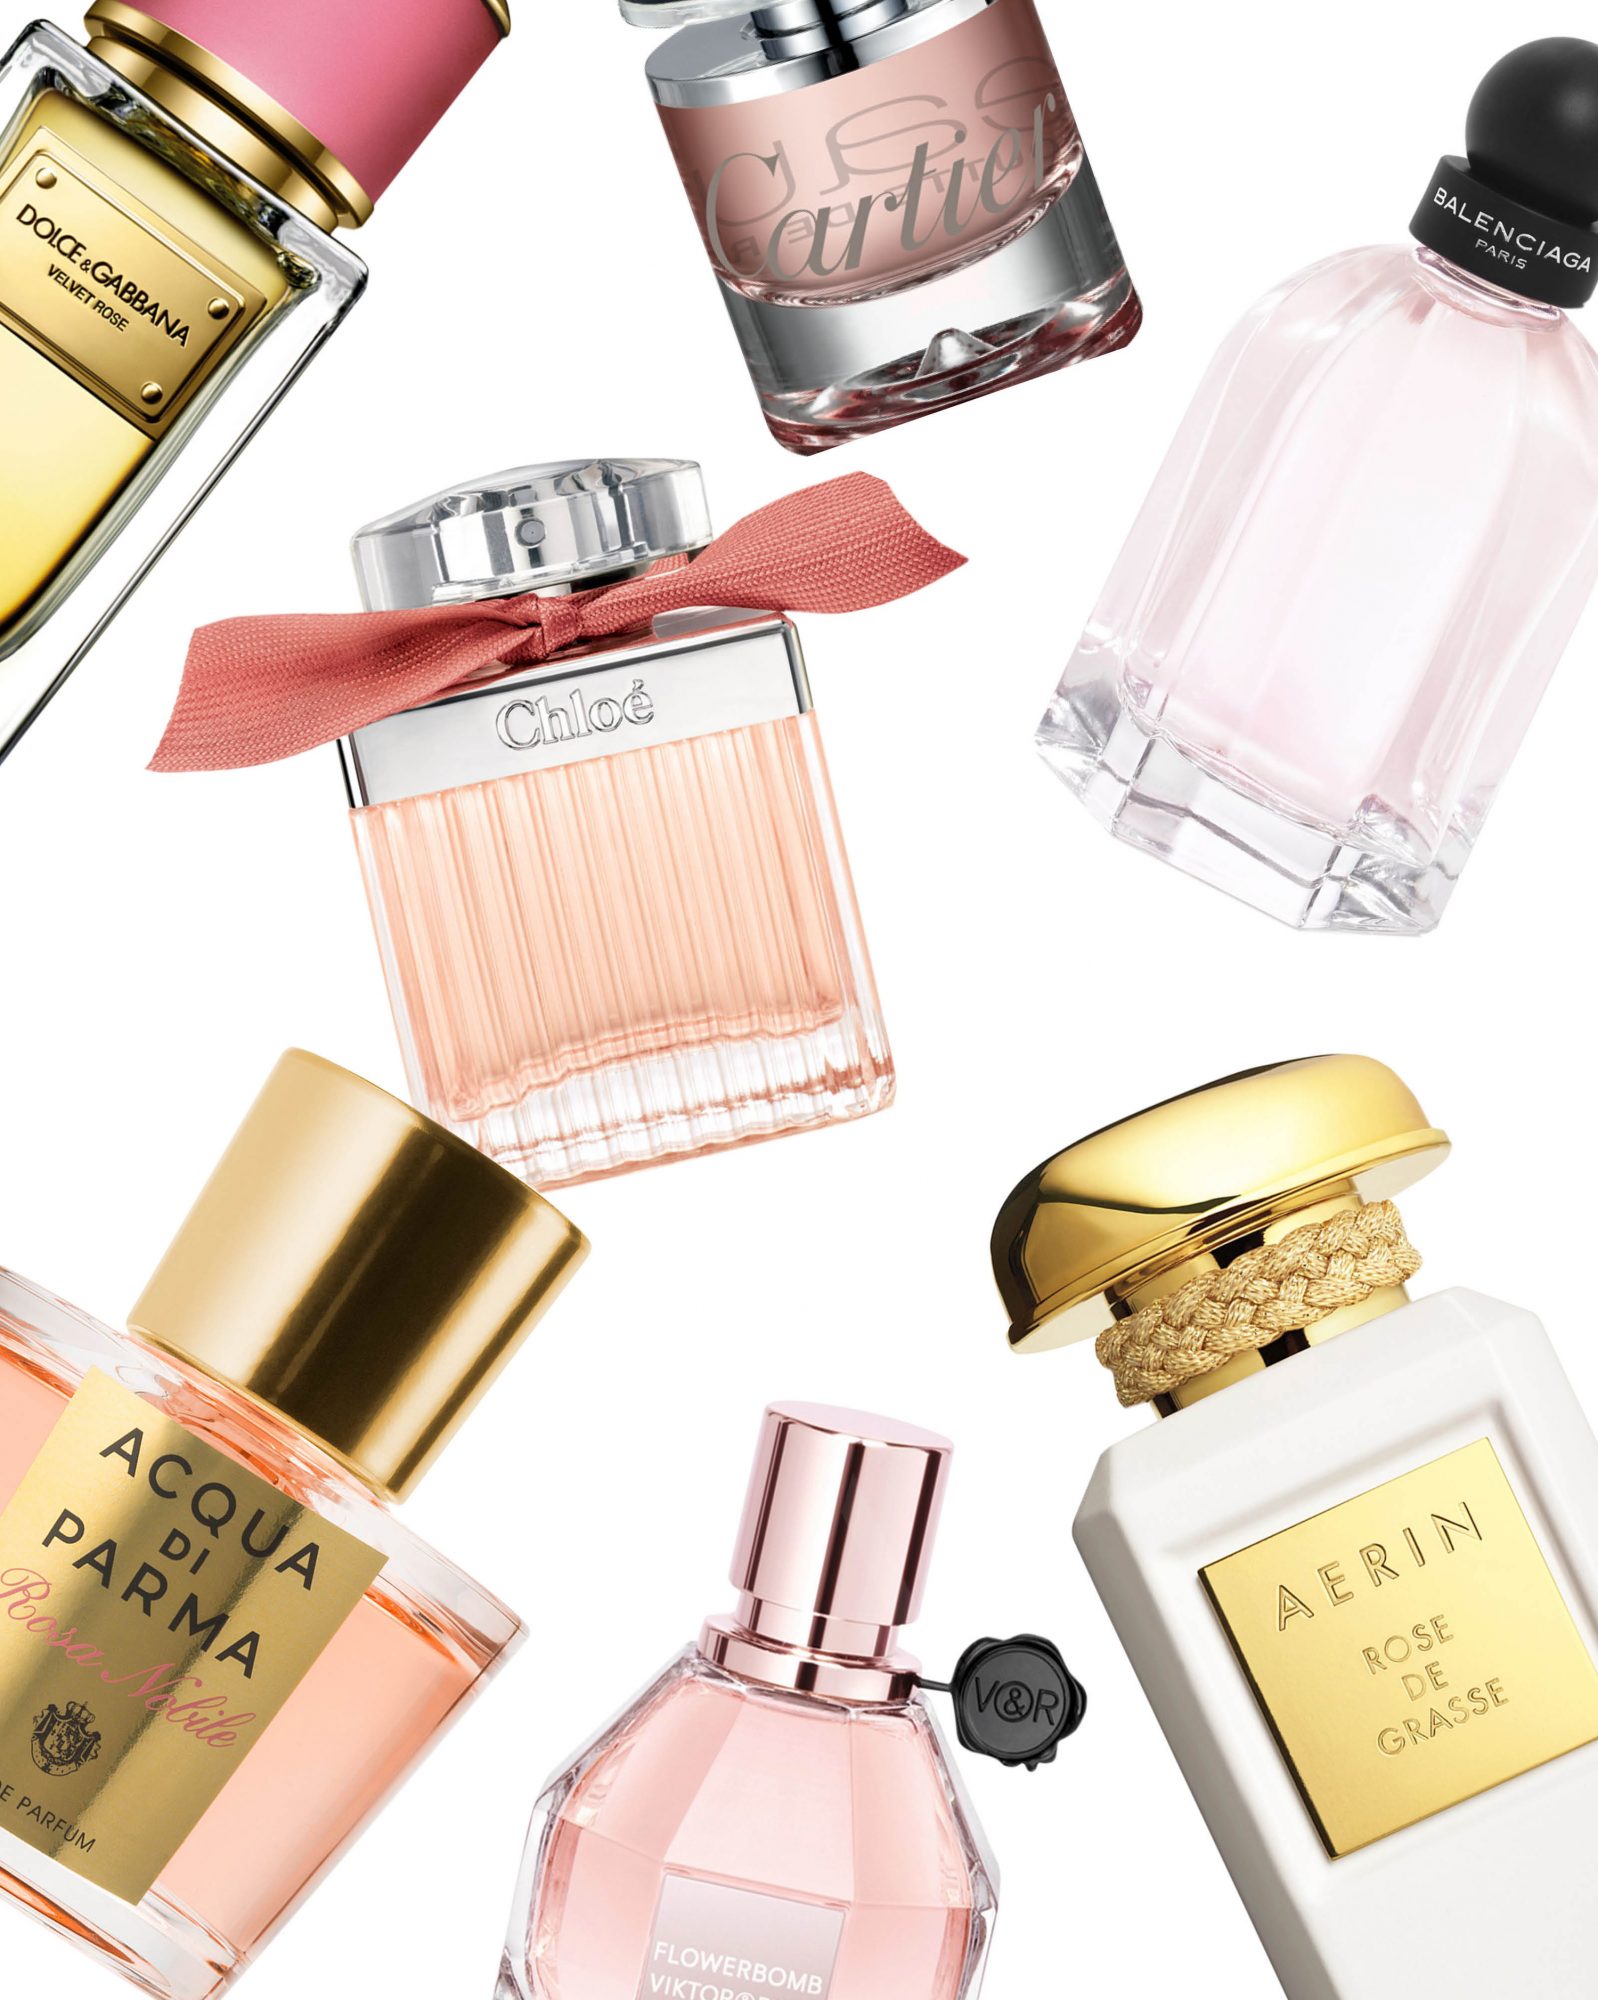 DOLCE & GABBANA
VELVET ROSE
Cartier
BALENCIAGA
PARIS
Chloé
ACQUA
DI
PARMA
Rosa Nobile
DE PARFUM
V&R
FLOWERBOMB
AERIN
ROSE
DE
GRASSE